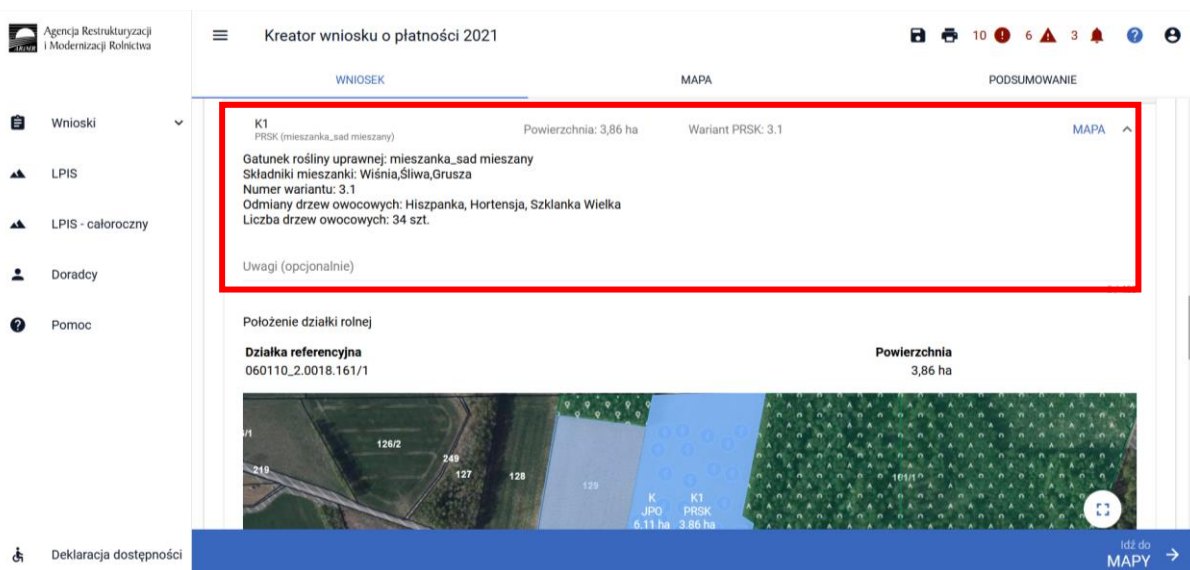 Agencja Restrukturyzacji
i Modernizacji Rolnictwa
ARiMR
Kreator wniosku o płatności 2021
10 6 3
WNIOSEK MAPA PODSUMOWANIE
Wnioski
LPIS
LPIS - całoroczny
Doradcy
Pomoc
Deklaracja dostępności
K1
PRSK (mieszanka_sad mieszany)
Powierzchnia: 3,86 ha Wariant PRSK: 3.1 MAPA
Gatunek rośliny uprawnej: mieszanka_sad mieszany
Składniki mieszanki: Wiśnia,Śliwa,Grusza
Numer wariantu: 3.1
Odmiany drzew owocowych: Hiszpanka, Hortensja, Szklanka Wielka
Liczba drzew owocowych: 34 szt.
Uwagi (opcjonalnie)
Położenie działki rolnej
Działka referencyjna Powierzchnia
060110_2.0018.161/1 3,86 ha
126/2
249
219 127 128 129
161/1
K K1
JPO PRSK
6.11 ha 3.86 ha
Idź do
MAPY